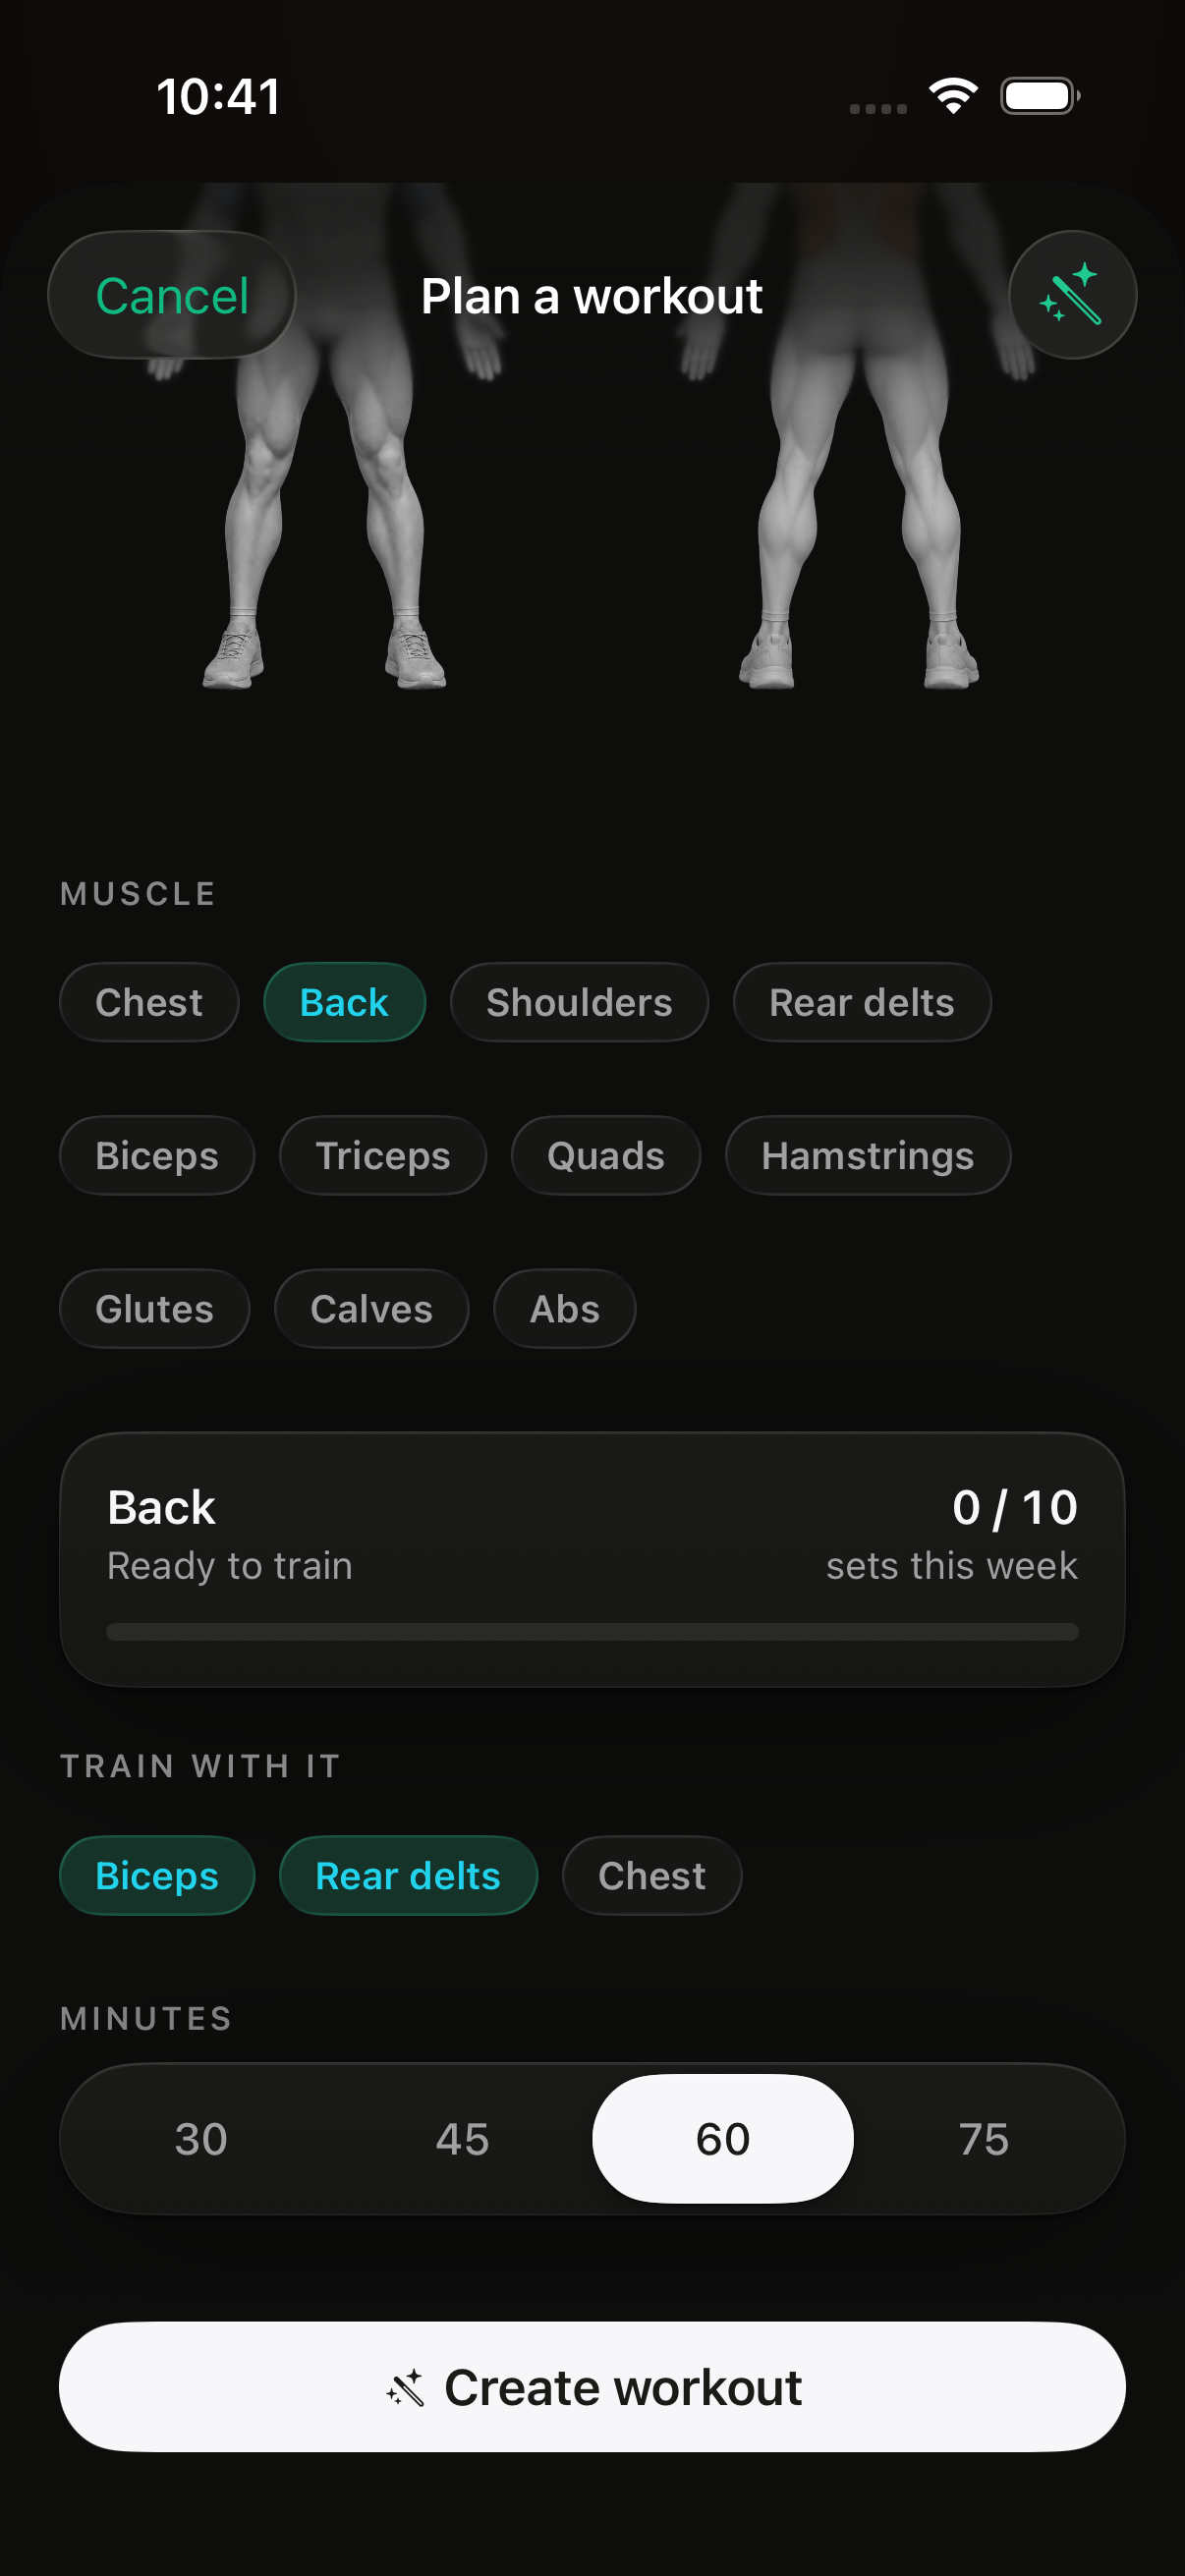 10:41
Cancel Plan a workout
MUSCLE
Chest Back Shoulders Rear delts
Biceps Triceps Quads Hamstrings
Glutes Calves Abs
Back 0 / 10
Ready to train sets this week
TRAIN WITH IT
Biceps Rear delts Chest
MINUTES
30 45 60 75
Create workout